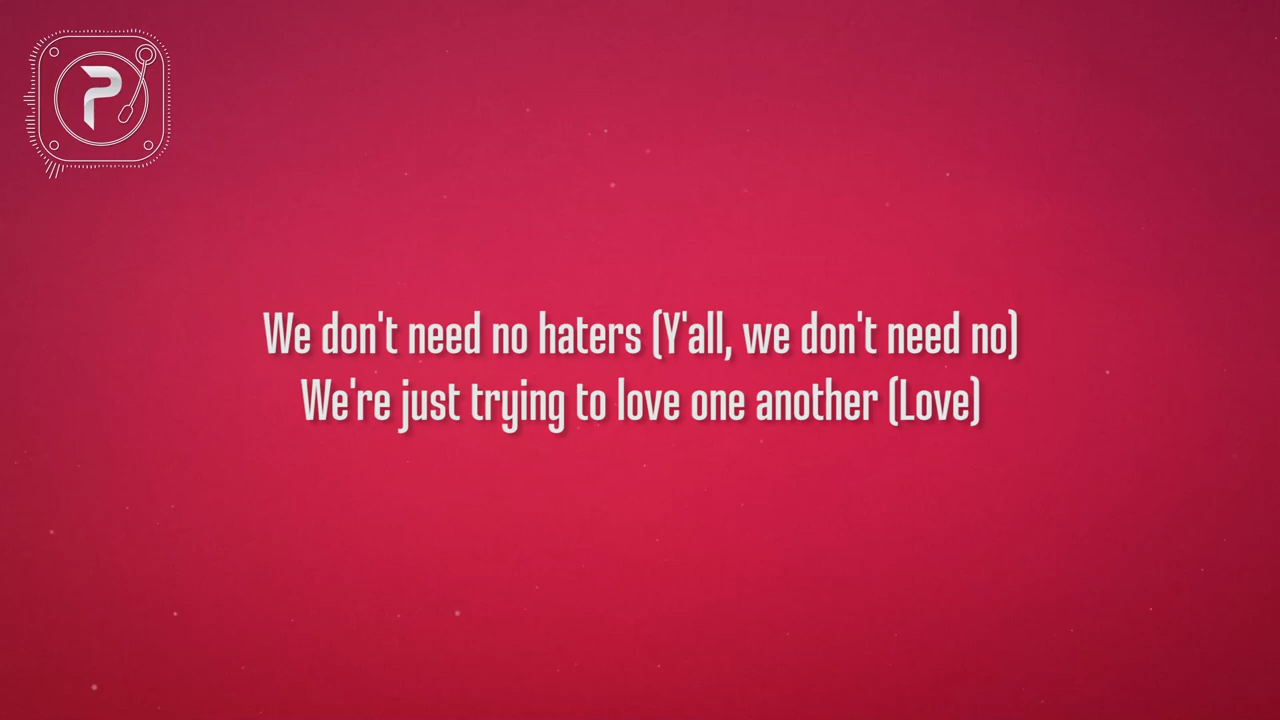 P
We don't need no haters (Y'all, we don't need no)
We're just trying to love one another (Love)